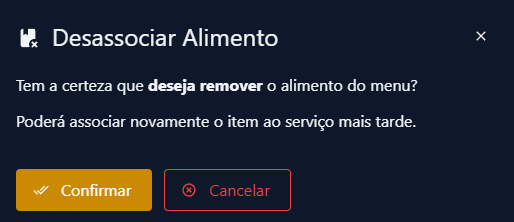 Desassociar Alimento
Tem a certeza que deseja remover o alimento do menu?
Poderá associar novamente o item ao serviço mais tarde.
Confirmar
Cancelar